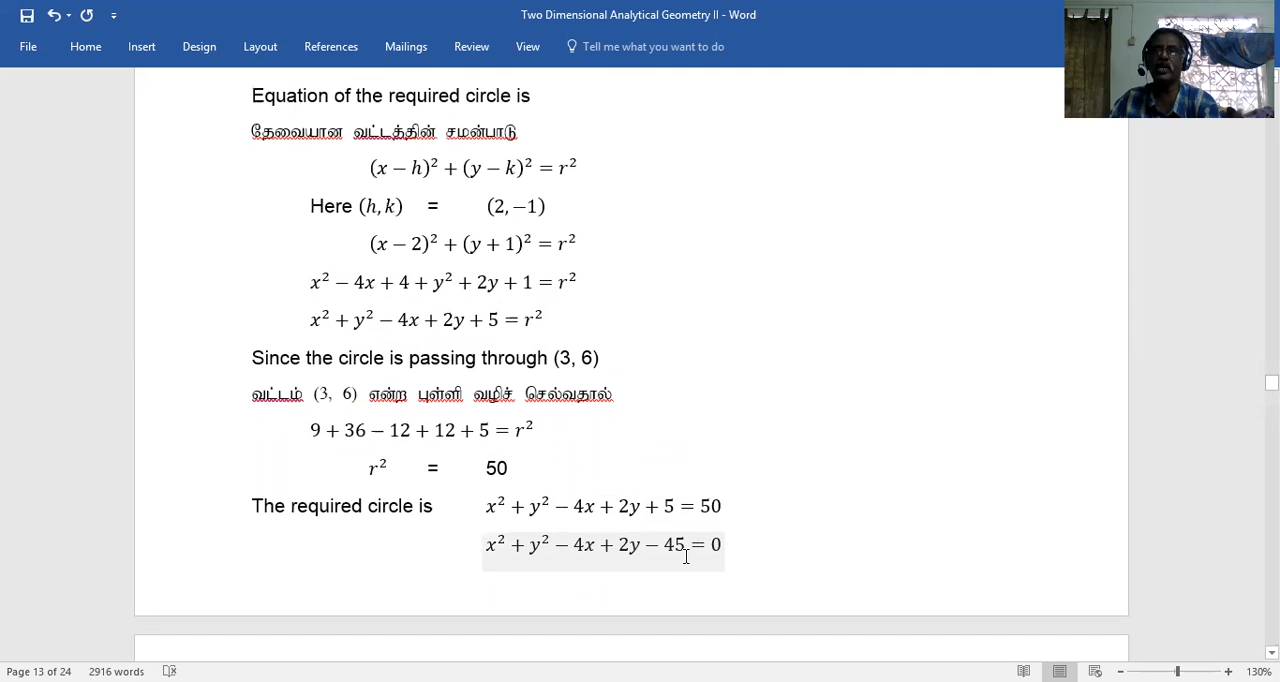 Two Dimensional Analytical Geometry II - Word
File Home Insert Design Layout References Mailings Review View Tell me what you want to do
Equation of the required circle is
தேவையான வட்டத்தின் சமன்பாடு
(x − h)² + (y − k)² = r²
Here (h, k) = (2, −1)
(x − 2)² + (y + 1)² = r²
x² − 4x + 4 + y² + 2y + 1 = r²
x² + y² − 4x + 2y + 5 = r²
Since the circle is passing through (3, 6)
வட்டம் (3, 6) என்ற புள்ளி வழிச் செல்வதால்
9 + 36 − 12 + 12 + 5 = r²
r² = 50
The required circle is x² + y² − 4x + 2y + 5 = 50
x² + y² − 4x + 2y − 45 = 0
Page 13 of 24 2916 words 130%